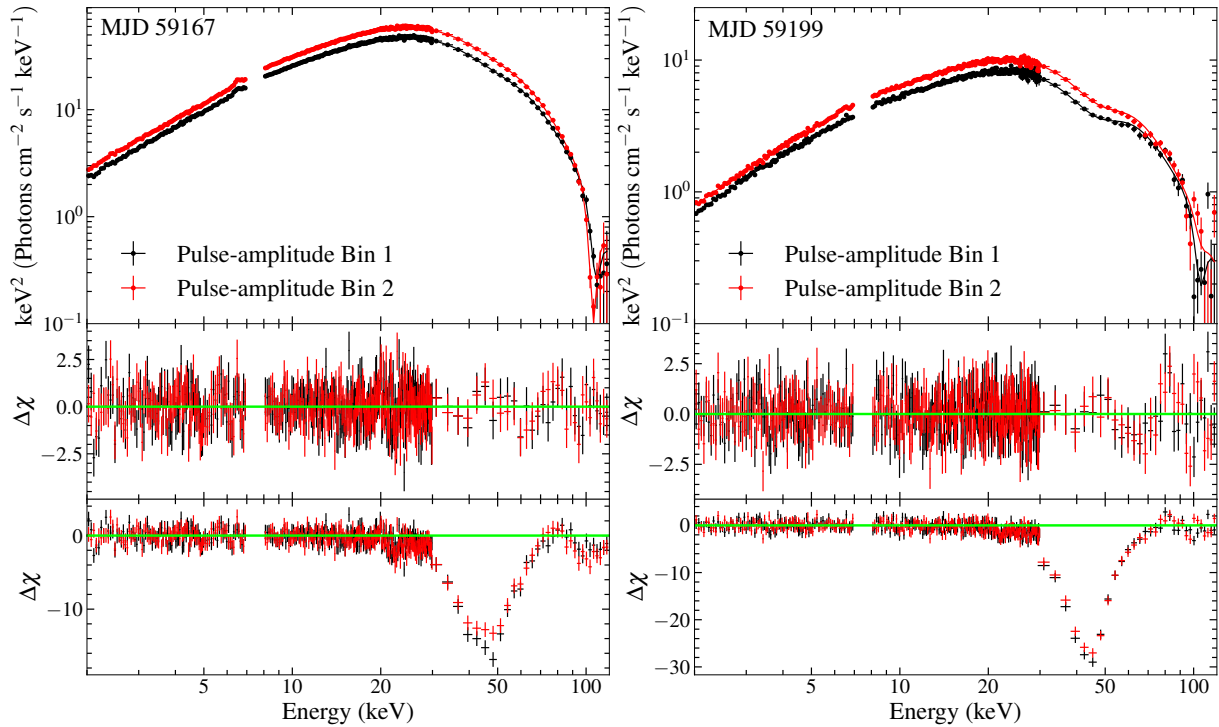 MJD 59167
keV² (Photons cm⁻² s⁻¹ keV⁻¹)
10²
10¹
10⁰
10⁻¹
Pulse-amplitude Bin 1
Pulse-amplitude Bin 2
Δχ
2.5
0.0
−2.5
Δχ
0
−10
5 10 20 50 100
Energy (keV)
MJD 59199
keV² (Photons cm⁻² s⁻¹ keV⁻¹)
10¹
10⁰
10⁻¹
Pulse-amplitude Bin 1
Pulse-amplitude Bin 2
Δχ
2.5
0.0
−2.5
Δχ
0
−10
−20
−30
5 10 20 50 100
Energy (keV)